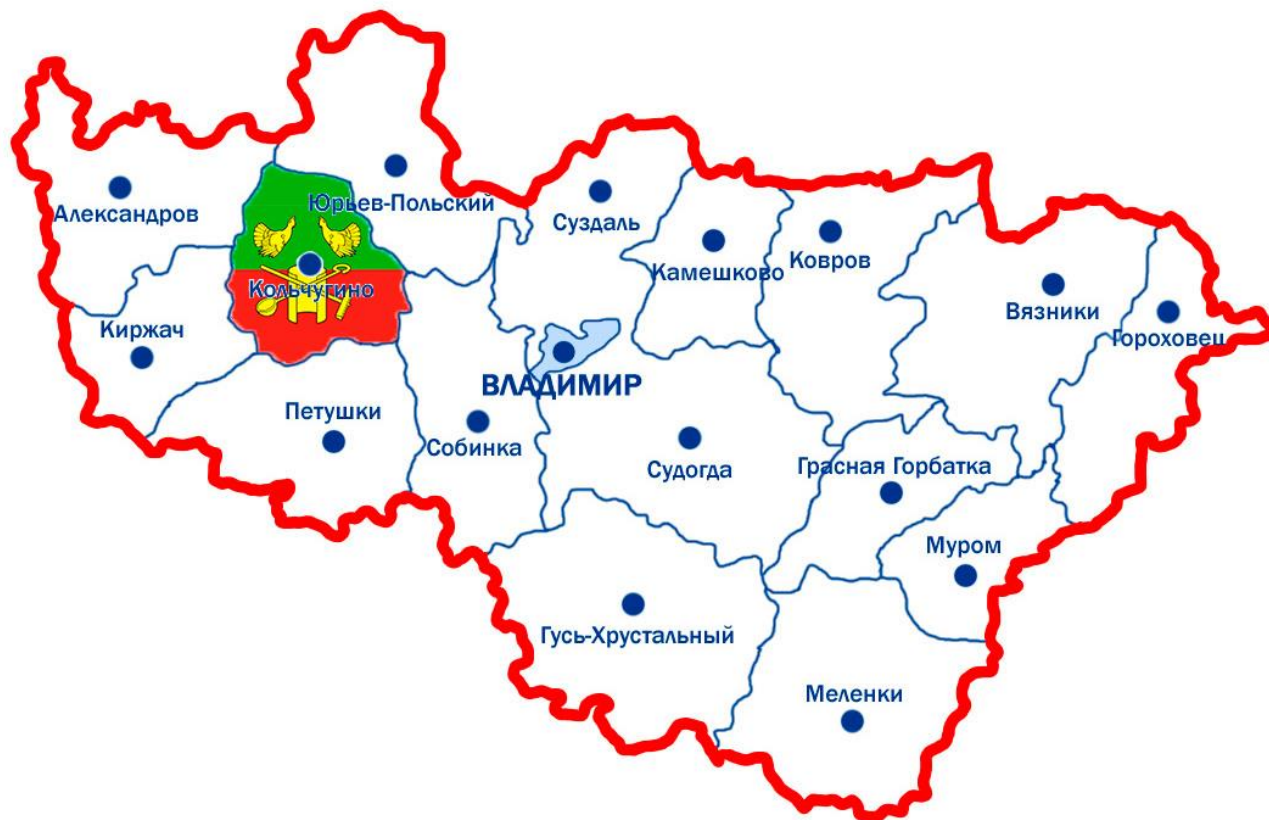 Александров
Юрьев-Польский
Суздаль
Камешково
Ковров
Кольчугино
Вязники
Гороховец
Киржач
ВЛАДИМИР
Петушки
Собинка
Судогда
Грасная Горбатка
Муром
Гусь-Хрустальный
Меленки